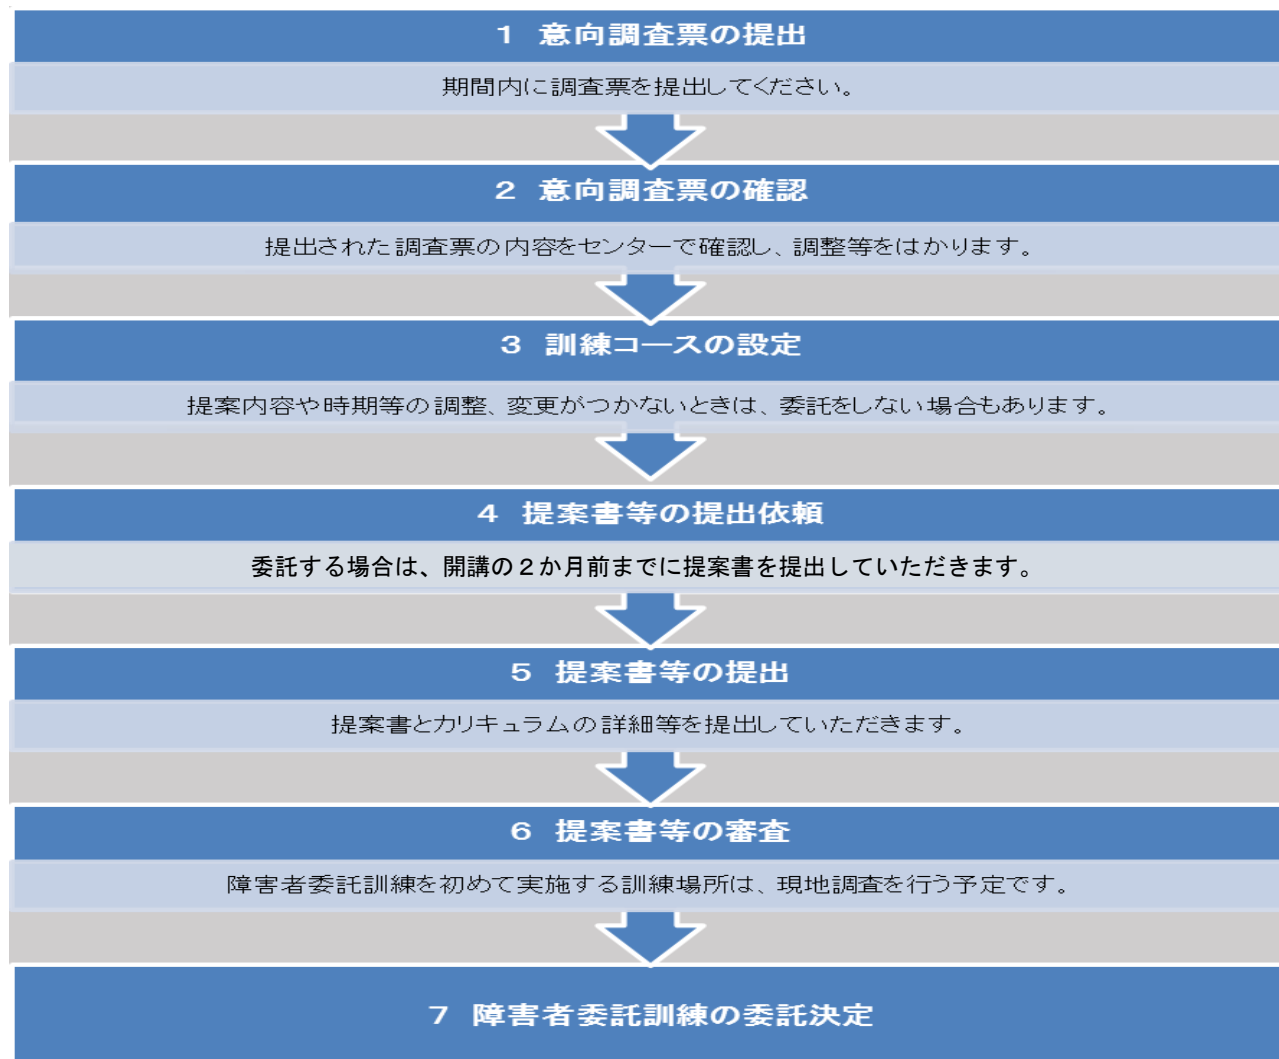 １ 意向調査票の提出
期間内に調査票を提出してください。
２ 意向調査票の確認
提出された調査票の内容をセンターで確認し、調整等をはかります。
３ 訓練コースの設定
提案内容や時期等の調整、変更がつかないときは、委託をしない場合もあります。
４ 提案書等の提出依頼
委託する場合は、開講の２か月前までに提案書を提出していただきます。
５ 提案書等の提出
提案書とカリキュラムの詳細等を提出していただきます。
６ 提案書等の審査
障害者委託訓練を初めて実施する訓練場所は、現地調査を行う予定です。
７ 障害者委託訓練の委託決定